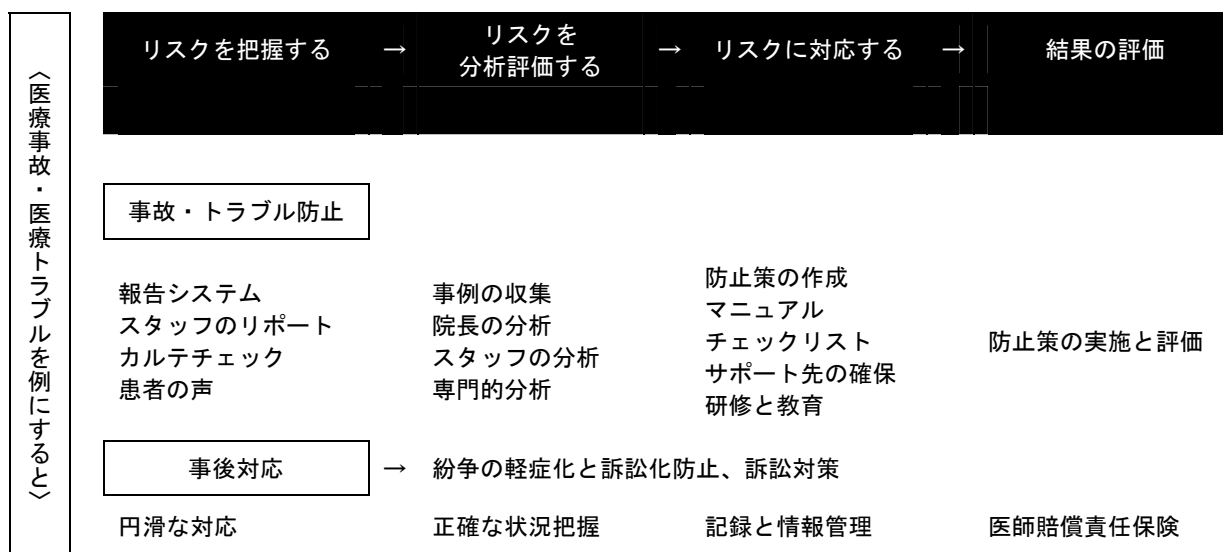 〈医療事故・医療トラブルを例にすると〉
リスクを把握する → リスクを分析評価する → リスクに対応する → 結果の評価
事故・トラブル防止
報告システム
スタッフのリポート
カルテチェック
患者の声
事例の収集
院長の分析
スタッフの分析
専門的分析
防止策の作成
マニュアル
チェックリスト
サポート先の確保
研修と教育
防止策の実施と評価
事後対応 → 紛争の軽症化と訴訟化防止、訴訟対策
円滑な対応 正確な状況把握 記録と情報管理 医師賠償責任保険